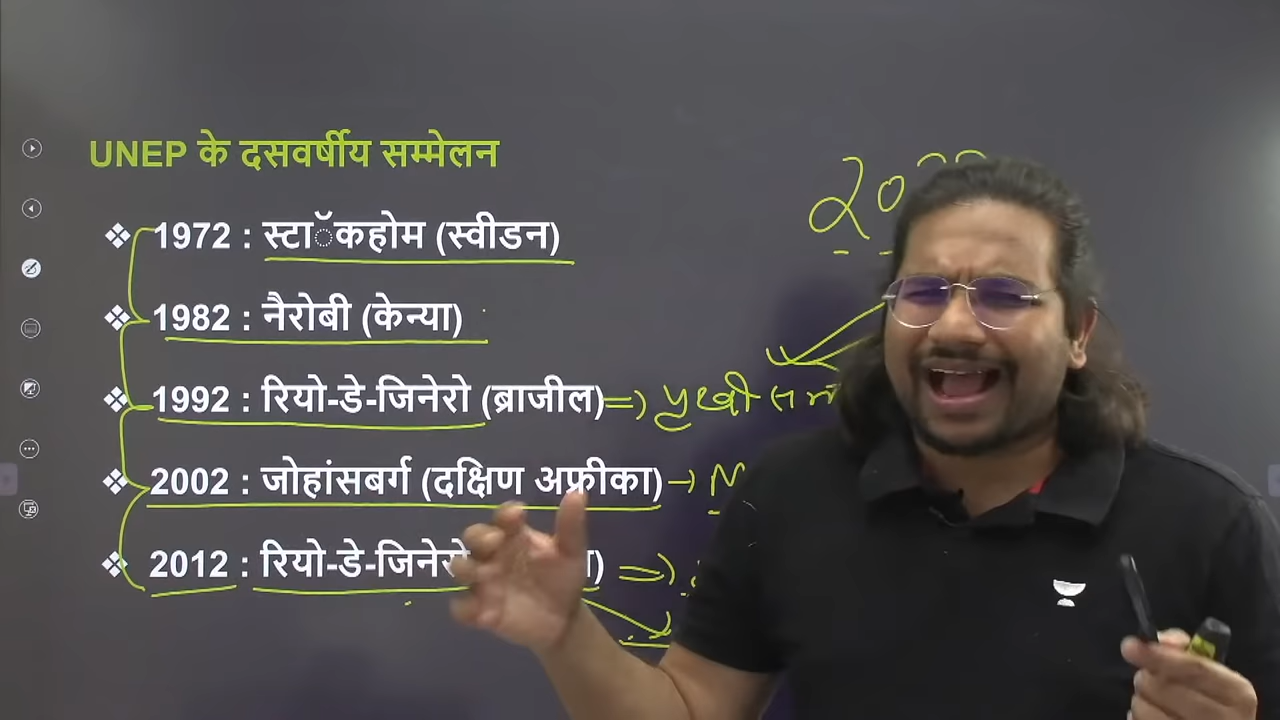 UNEP के दसवर्षीय सम्मेलन
❖ 1972 : स्टाॅकहोम (स्वीडन)
❖ 1982 : नैरोबी (केन्या)
❖ 1992 : रियो-डे-जिनेरो (ब्राजील) => पृथ्वी
❖ 2002 : जोहांसबर्ग (दक्षिण अफ्रीका) →
❖ 2012 : रियो-डे-जिनेरो =>